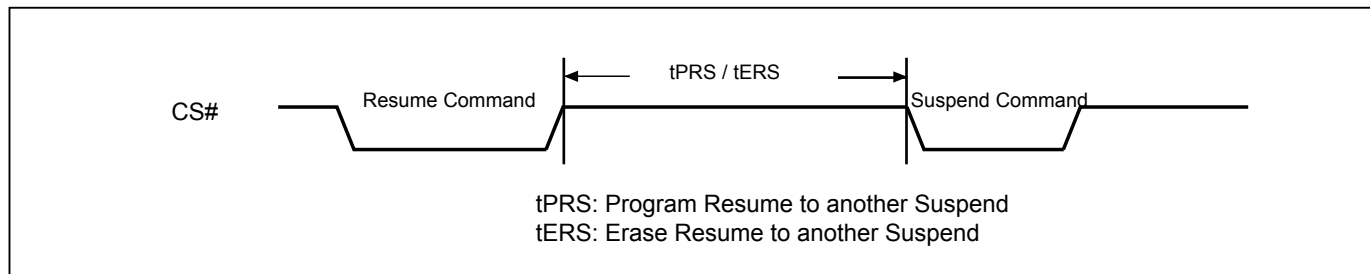 tPRS / tERS
CS#
Resume Command
Suspend Command
tPRS: Program Resume to another Suspend
tERS: Erase Resume to another Suspend